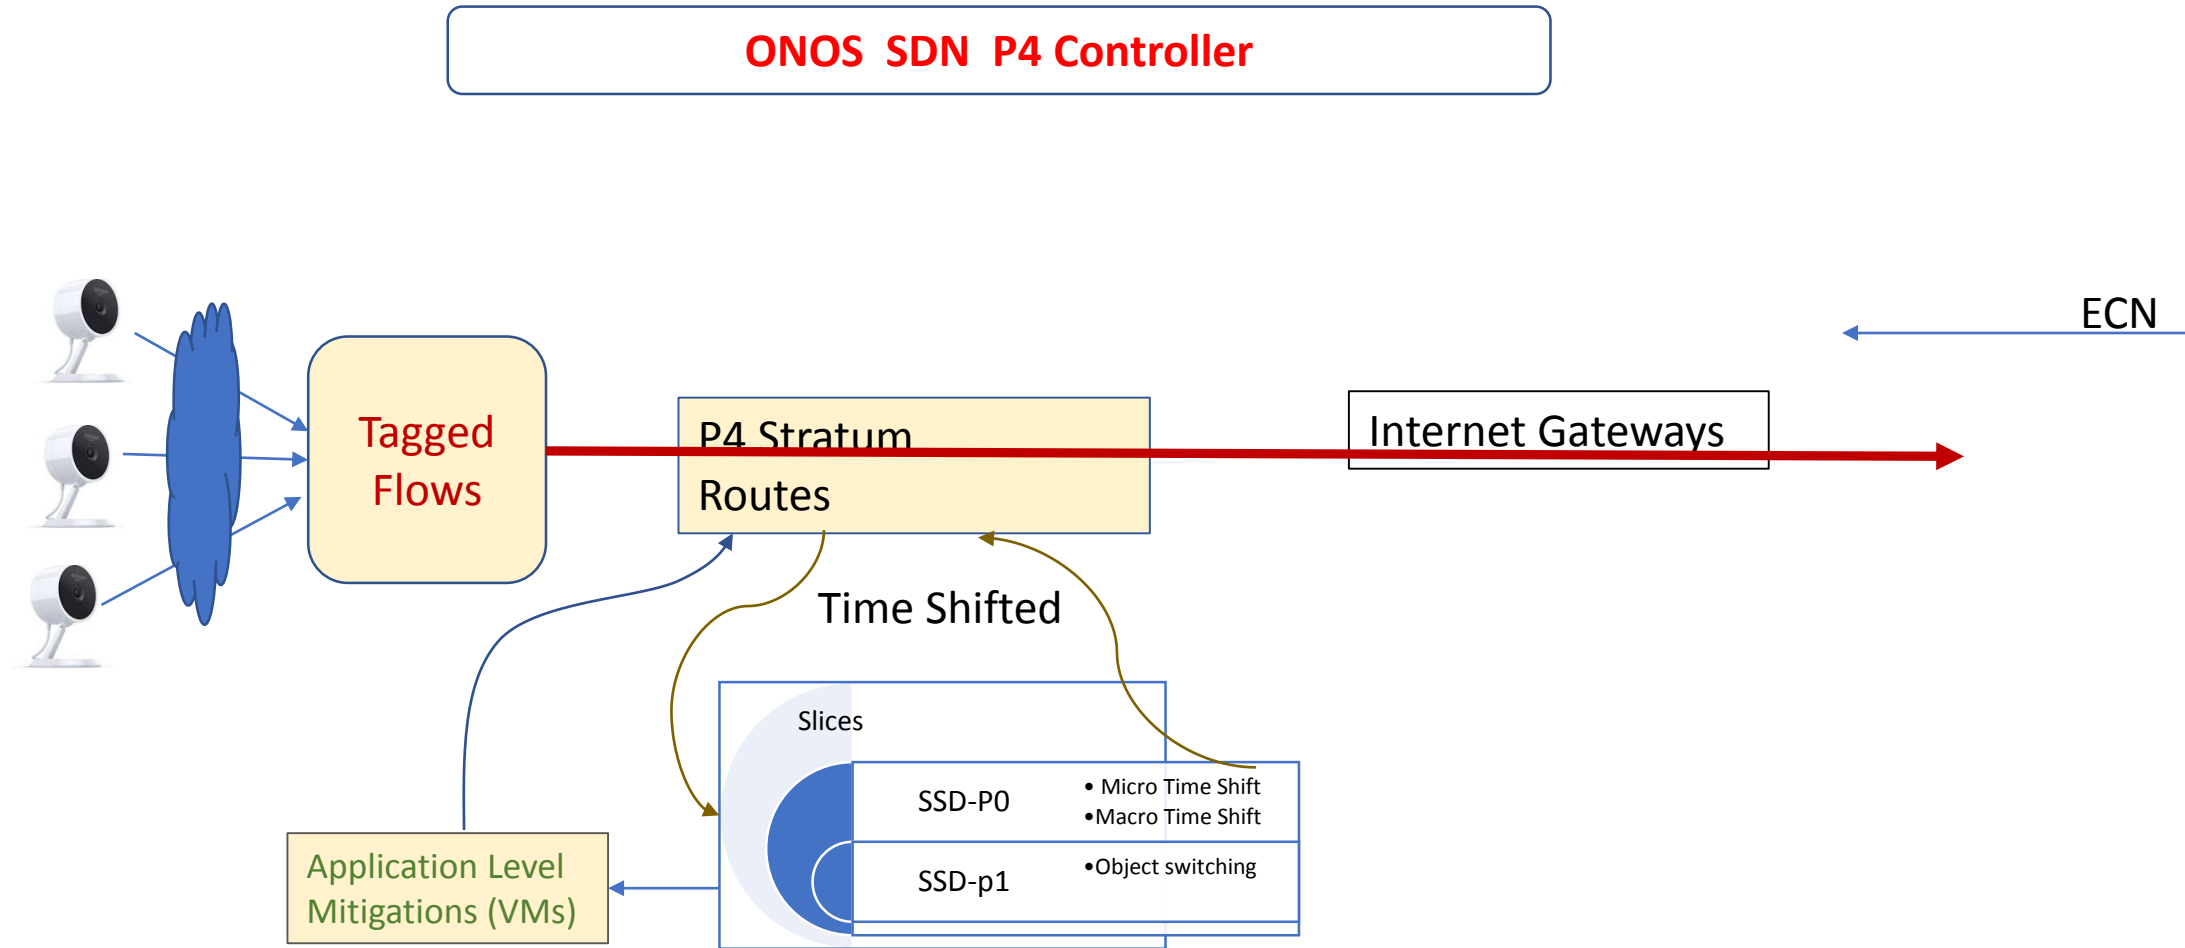 ONOS SDN P4 Controller
ECN
Tagged
Flows
P4 Stratum
Routes
Internet Gateways
Time Shifted
Slices
SSD-P0
• Micro Time Shift
•Macro Time Shift
SSD-p1
•Object switching
Application Level
Mitigations (VMs)